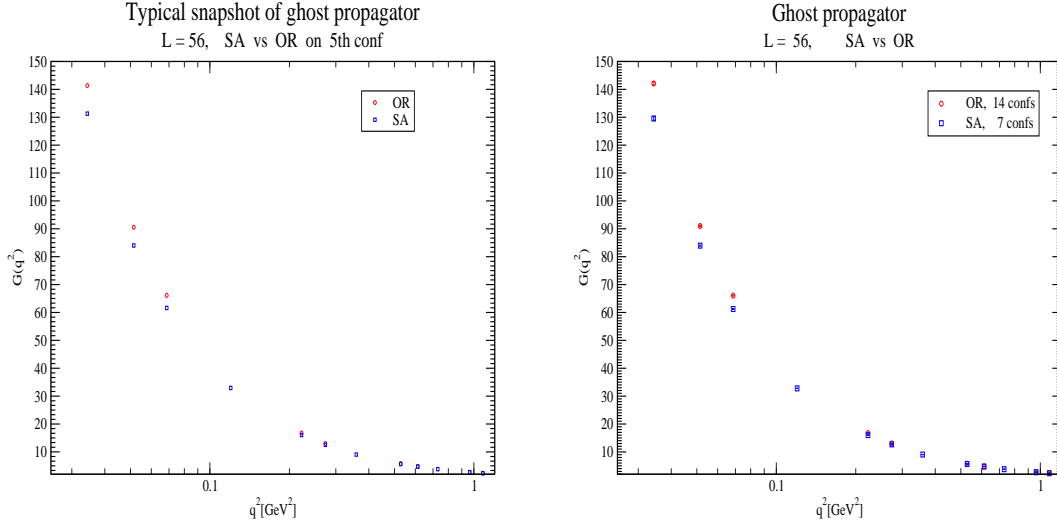 Typical snapshot of ghost propagator
L = 56, SA vs OR on 5th conf
150
140
130
120
110
100
90
80
70
60
50
40
30
20
10
G(q²)
OR
SA
0.1
1
q²[GeV²]
Ghost propagator
L = 56, SA vs OR
150
140
130
120
110
100
90
80
70
60
50
40
30
20
10
G(q²)
OR, 14 confs
SA, 7 confs
0.1
1
q²[GeV²]